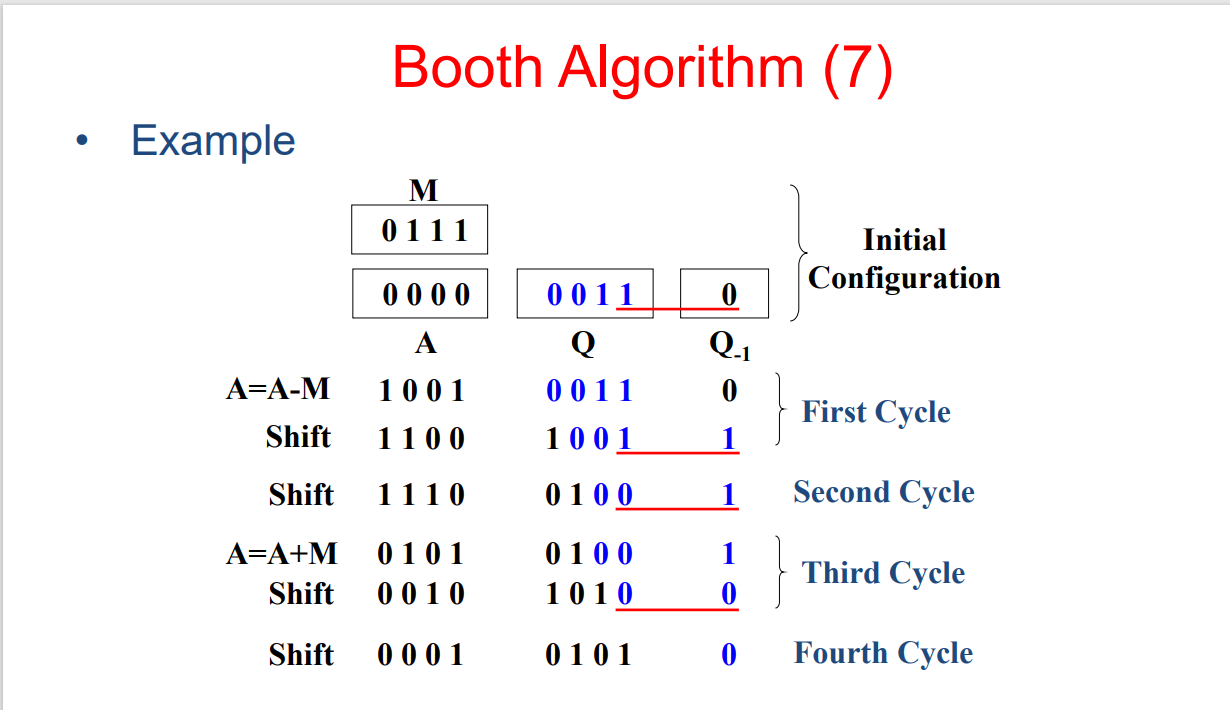 Booth Algorithm (7)
• Example
M
0 1 1 1
Initial
Configuration
0 0 0 0 0 0 1 1 0
A Q Q-1
A=A-M 1 0 0 1 0 0 1 1 0
First Cycle
Shift 1 1 0 0 1 0 0 1 1
Shift 1 1 1 0 0 1 0 0 1 Second Cycle
A=A+M 0 1 0 1 0 1 0 0 1
Third Cycle
Shift 0 0 1 0 1 0 1 0 0
Shift 0 0 0 1 0 1 0 1 0 Fourth Cycle